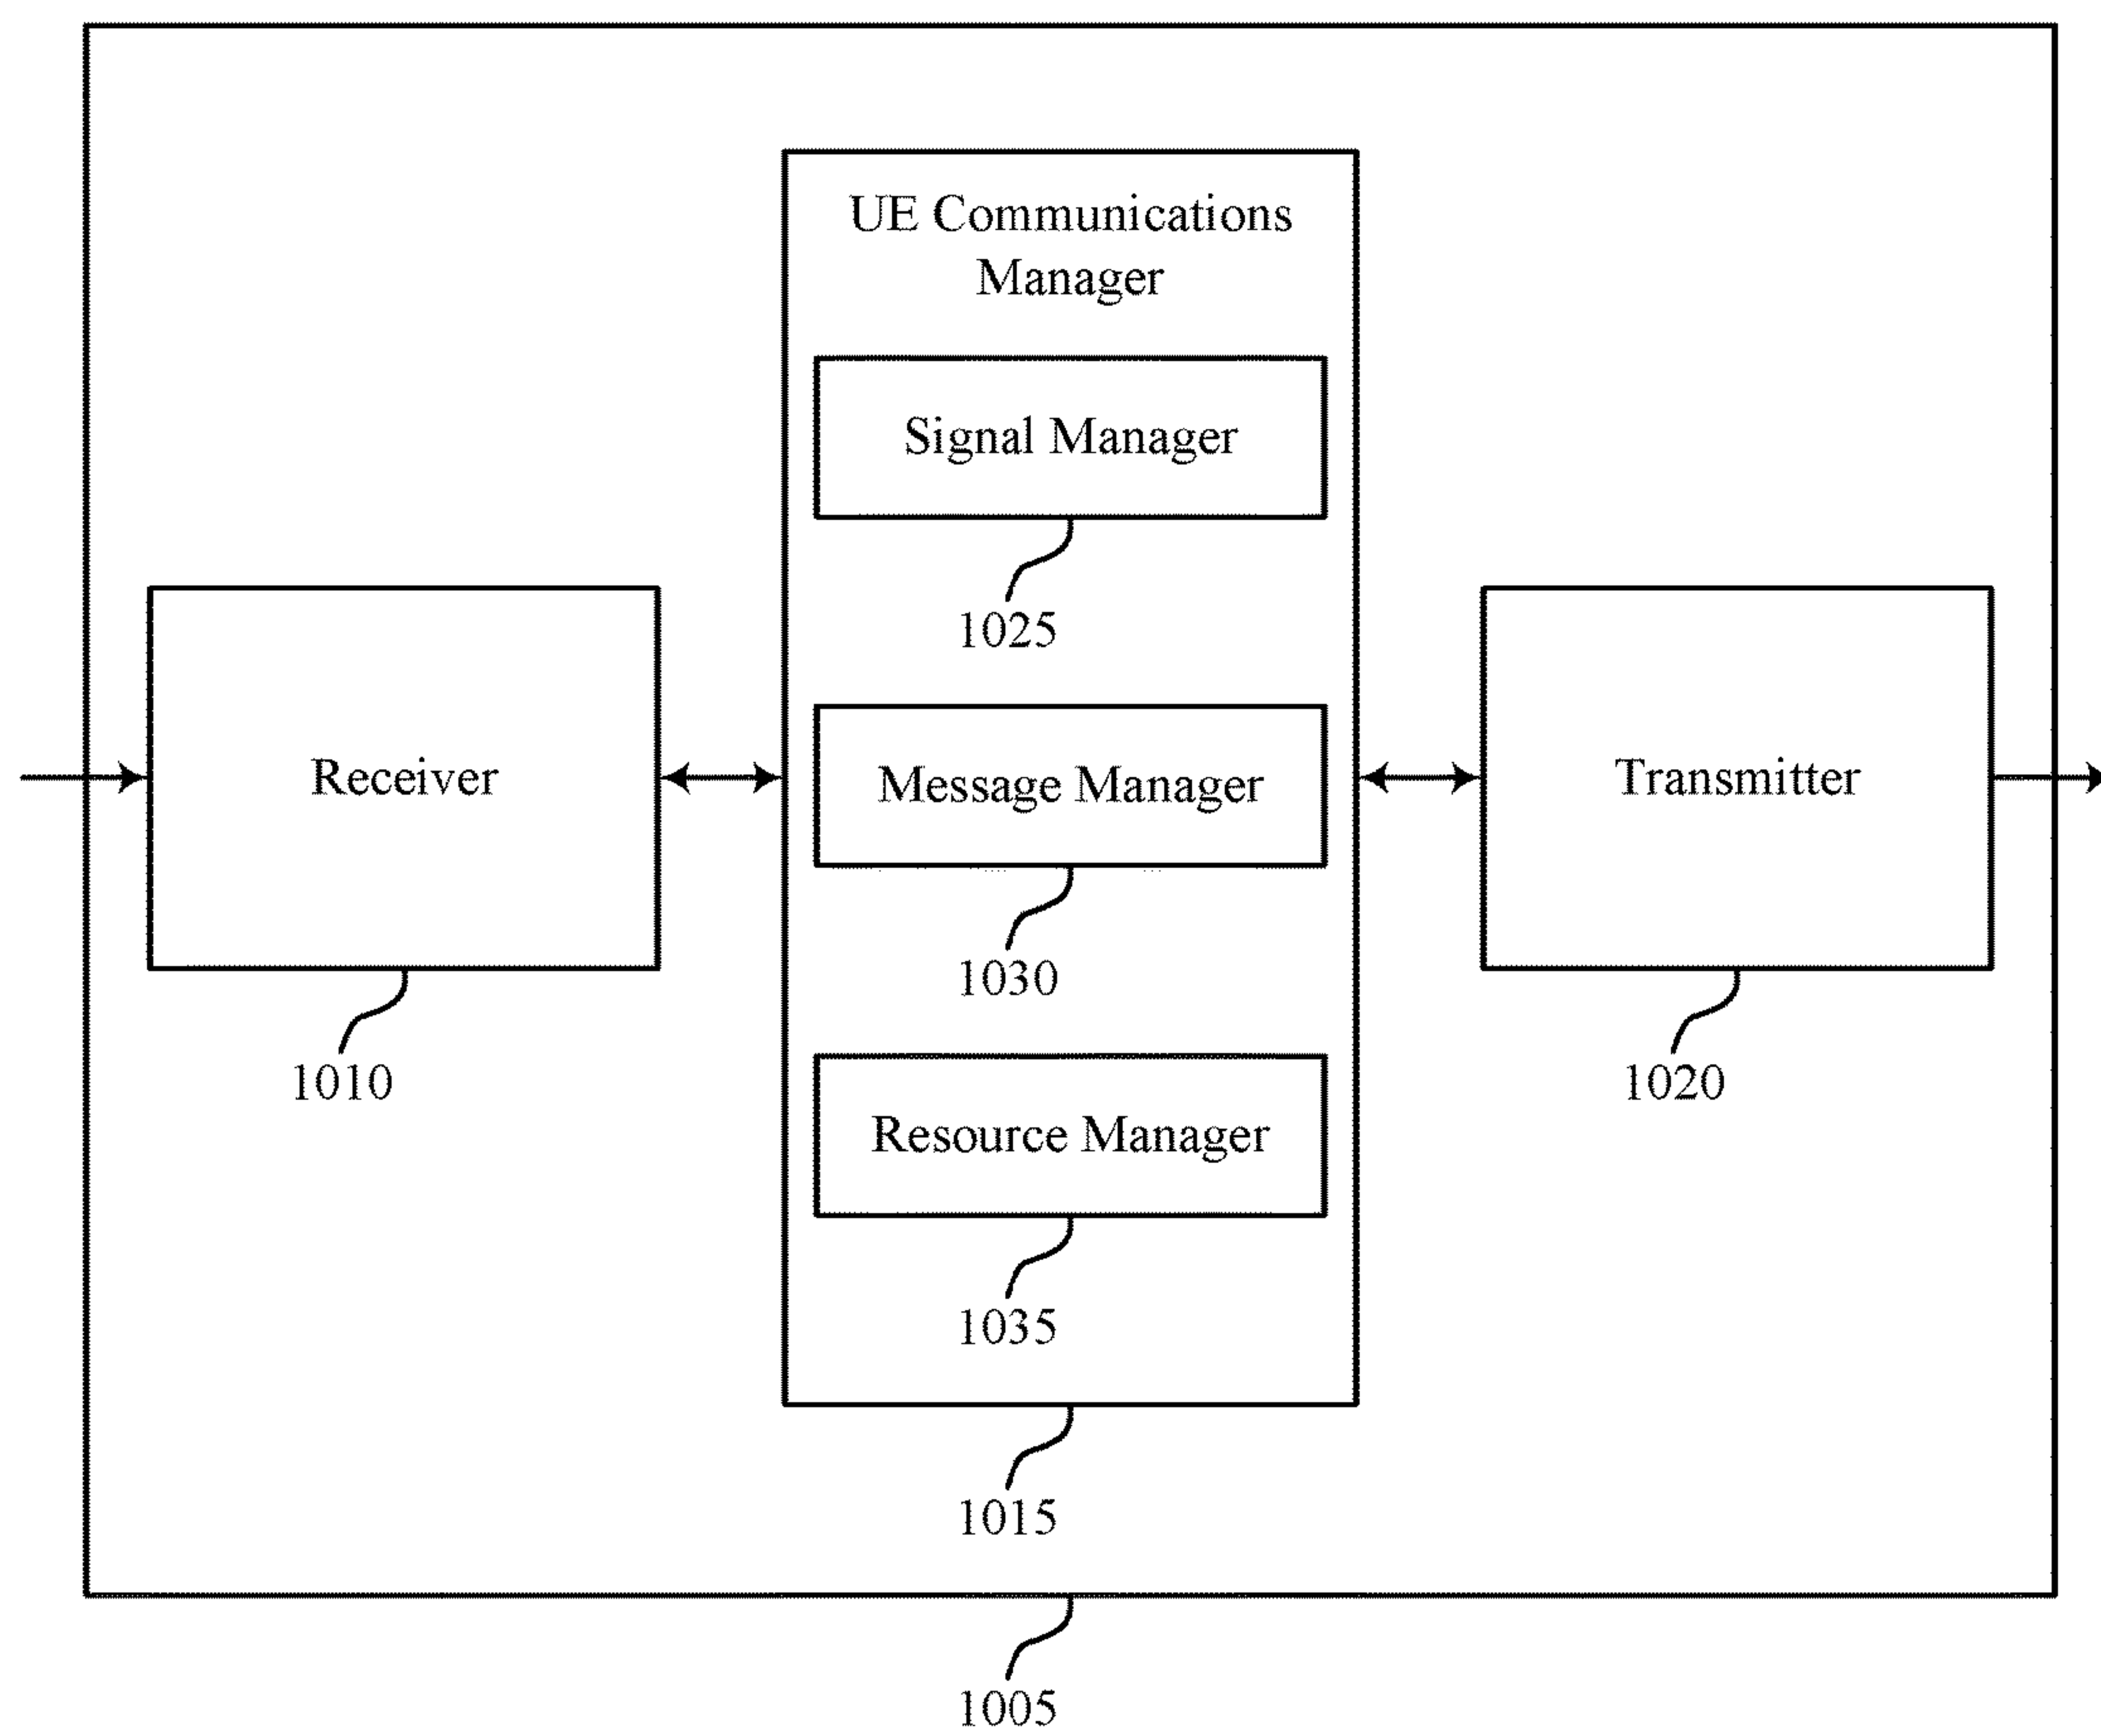 UE Communications
Manager
Signal Manager
1025
Receiver
Message Manager
Transmitter
1030
1010
1020
Resource Manager
1035
1015
1005